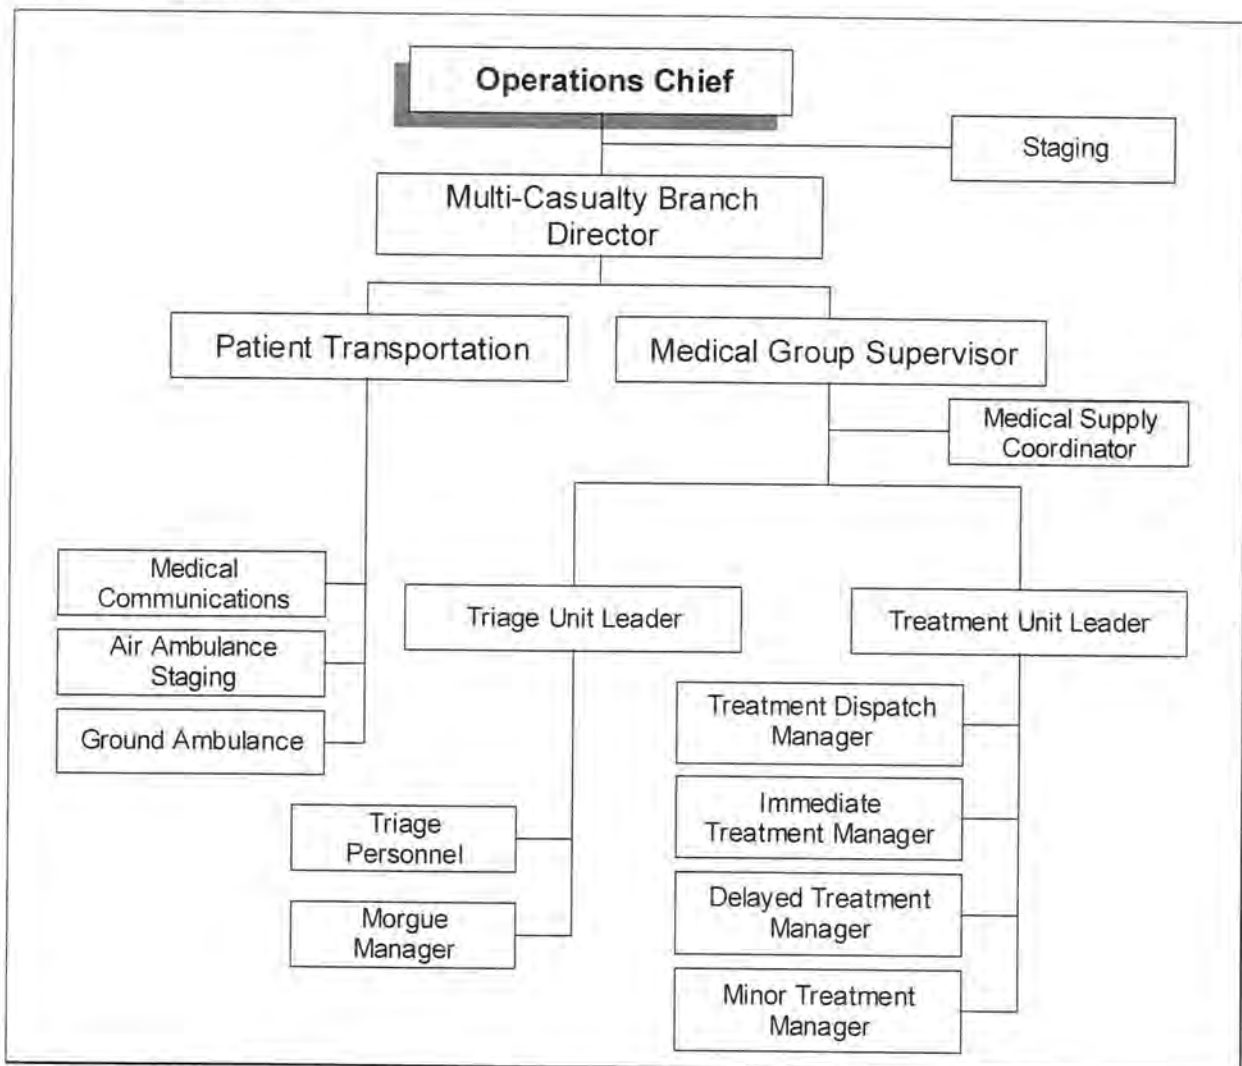 Operations Chief
Staging
Multi-Casualty Branch
Director
Patient Transportation
Medical Group Supervisor
Medical Supply
Coordinator
Medical
Communications
Air Ambulance
Staging
Ground Ambulance
Triage Unit Leader
Treatment Unit Leader
Triage
Personnel
Morgue
Manager
Treatment Dispatch
Manager
Immediate
Treatment Manager
Delayed Treatment
Manager
Minor Treatment
Manager